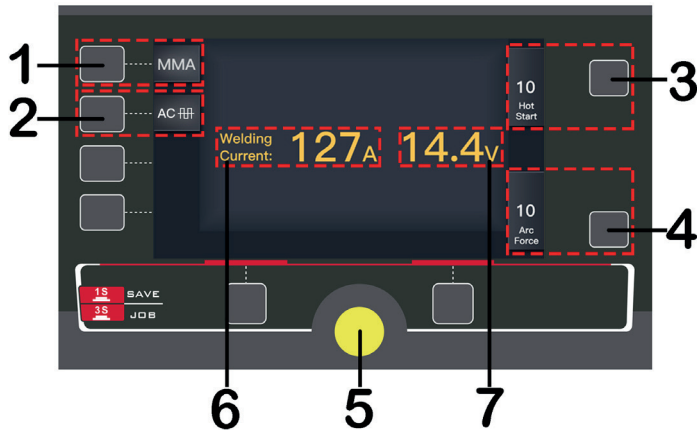 1
MMA
2
AC
10
Hot
Start
3
Welding
Current: 127A
14.4V
10
Arc
Force
4
1S SAVE
3S JOB
6
5
7